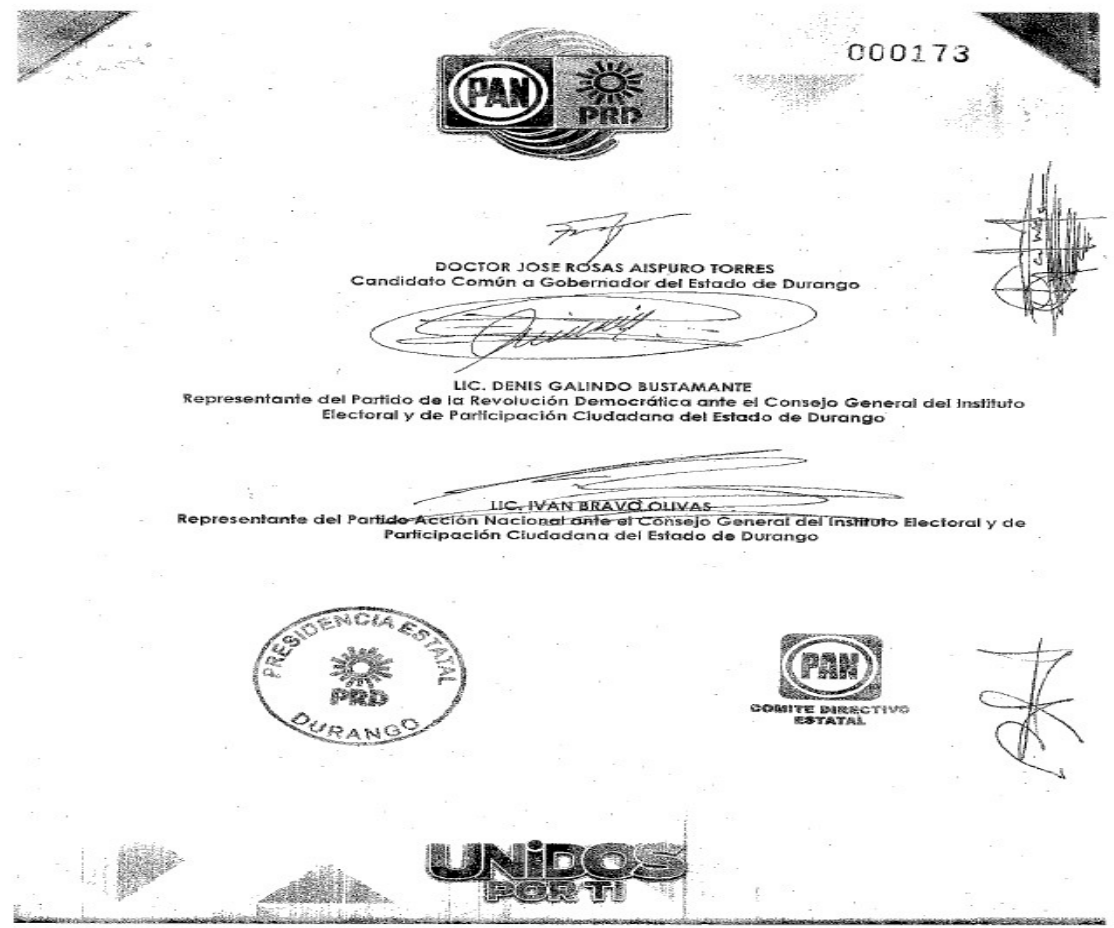 000173
PAN
PRD
DOCTOR JOSE ROSAS AISPURO TORRES
Candidato Común a Gobernador del Estado de Durango
LIC. DENIS GALINDO BUSTAMANTE
Representante del Partido de la Revolución Democrática ante el Consejo General del Instituto
Electoral y de Participación Ciudadana del Estado de Durango
LIC. IVAN BRAVO OLIVAS
Representante del Partido Acción Nacional ante el Consejo General del Instituto Electoral y de
Participación Ciudadana del Estado de Durango
PRESIDENCIA ESTATAL
PRD
DURANGO
PAN
COMITE DIRECTIVO
ESTATAL
UNiDOS
POR TI